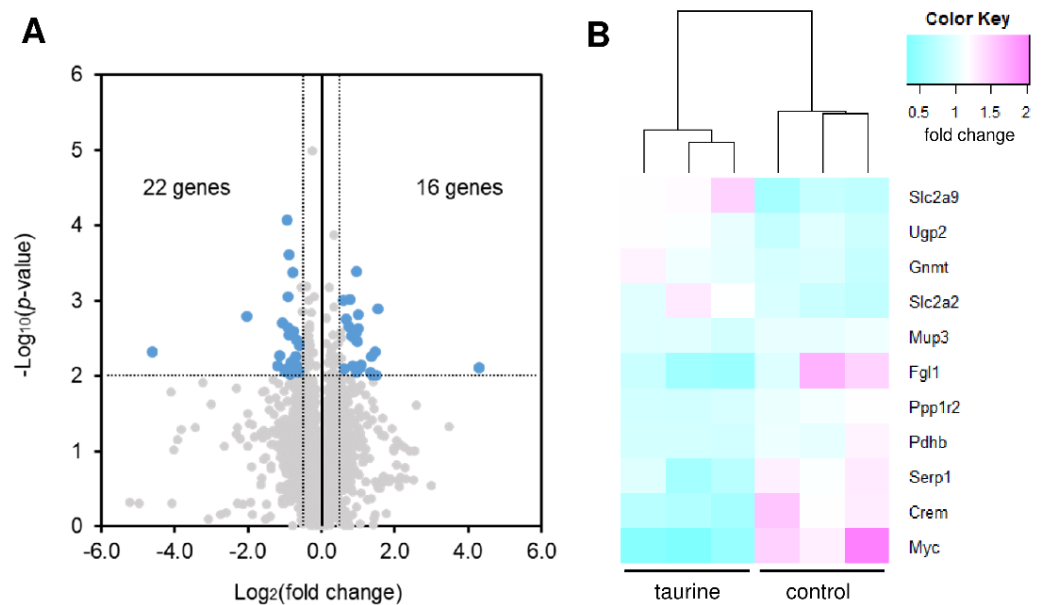 A
6
5
4
3
2
1
0
-Log10(p-value)
22 genes
16 genes
-6.0 -4.0 -2.0 0.0 2.0 4.0 6.0
Log2(fold change)
B
Color Key
0.5 1 1.5 2
fold change
Slc2a9
Ugp2
Gnmt
Slc2a2
Mup3
Fgl1
Ppp1r2
Pdhb
Serp1
Crem
Myc
taurine control